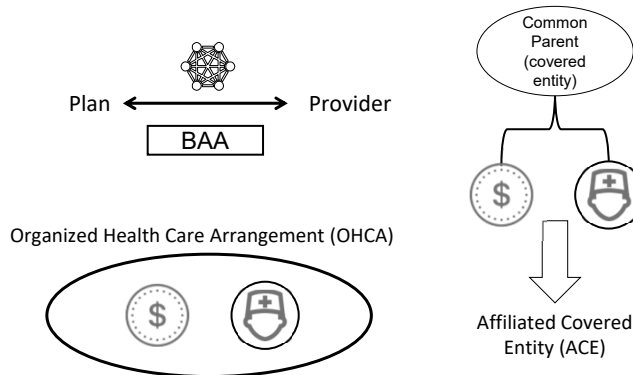 Plan
Provider
BAA
Organized Health Care Arrangement (OHCA)
$
Common
Parent
(covered
entity)
$
Affiliated Covered
Entity (ACE)